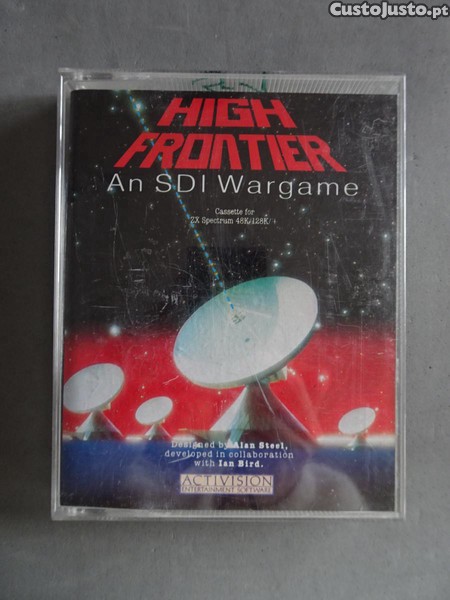 CustoJusto.pt
HIGH
FRONTIER
An SDI Wargame
Cassette for
ZX Spectrum 48K/128K/+
Designed by Alan Steel,
developed in collaboration
with Ian Bird.
ACTIVISION
ENTERTAINMENT SOFTWARE